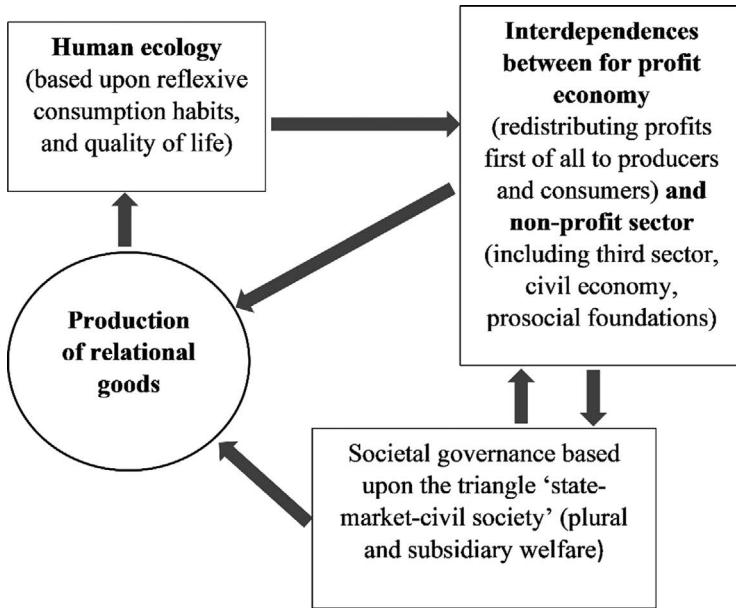 Human ecology
(based upon reflexive
consumption habits,
and quality of life)
Interdependences
between for profit
economy
(redistributing profits
first of all to producers
and consumers) and
non-profit sector
(including third sector,
civil economy,
prosocial foundations)
Production
of relational
goods
Societal governance based
upon the triangle ‘state-
market-civil society’ (plural
and subsidiary welfare)